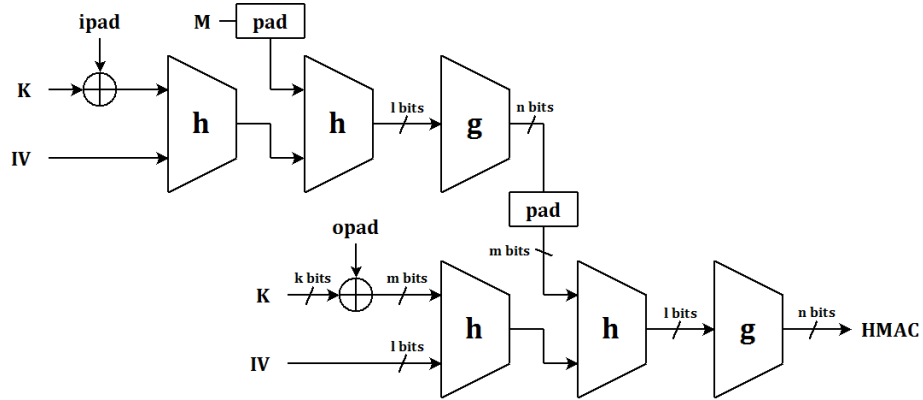 ipad
M pad
K
h h l bits g n bits
IV
pad
opad
m bits
K k bits m bits
h h l bits g n bits HMAC
IV l bits